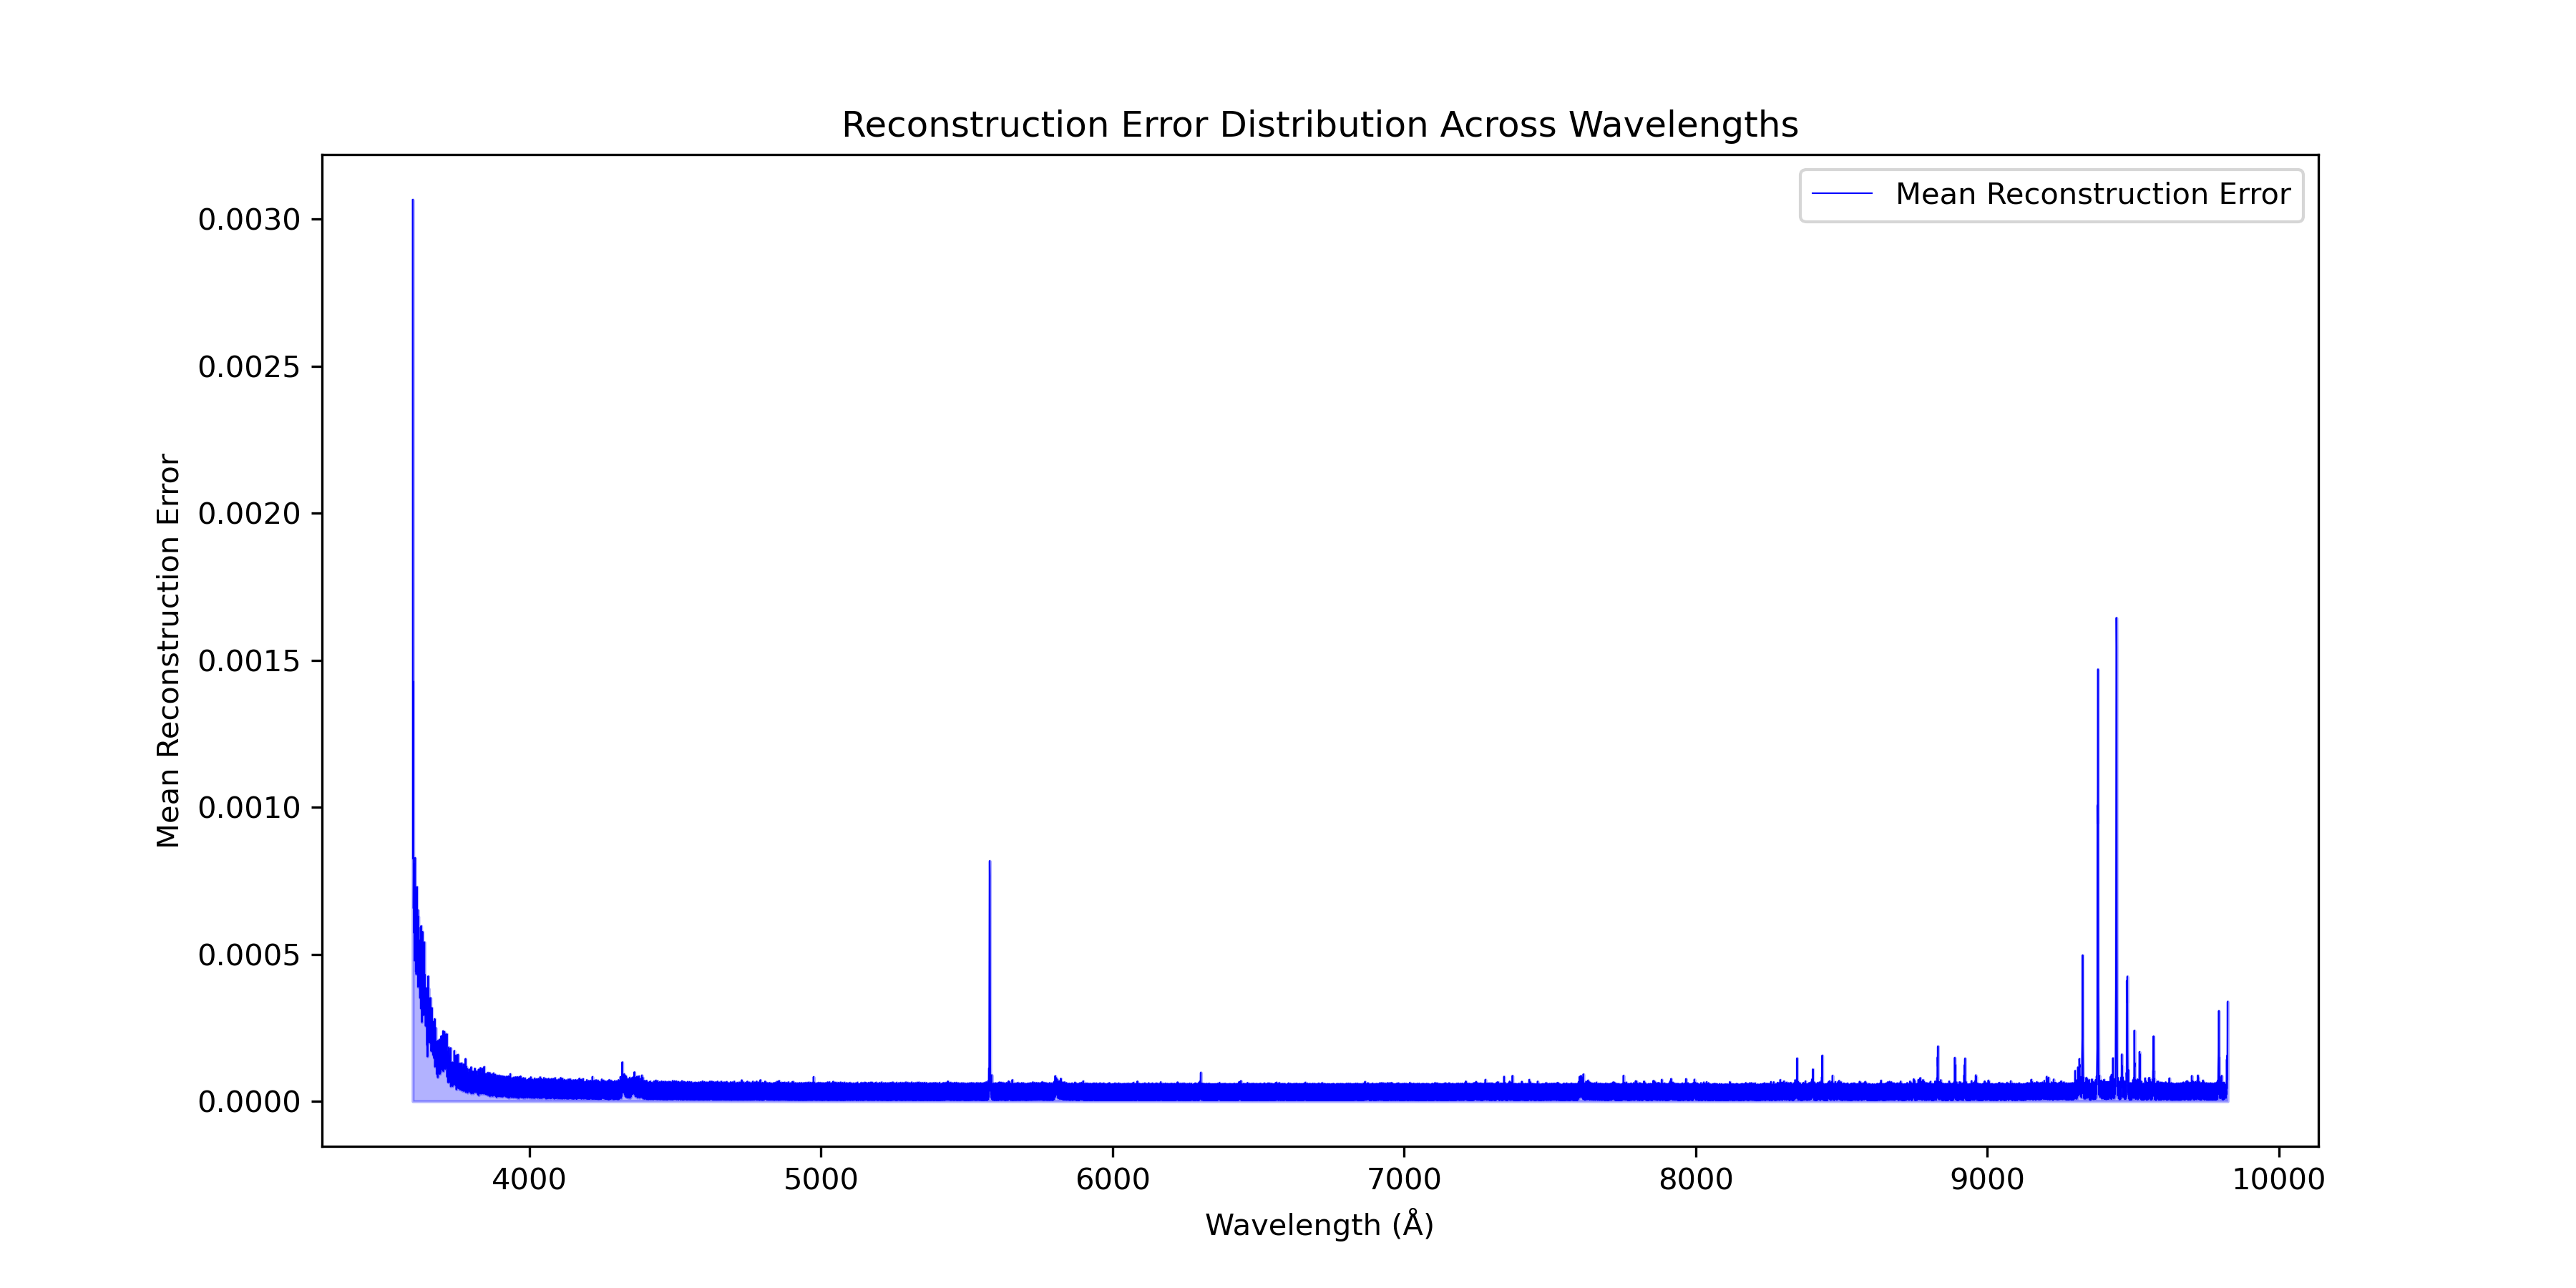 Reconstruction Error Distribution Across Wavelengths
Mean Reconstruction Error
Mean Reconstruction Error
0.0030
0.0025
0.0020
0.0015
0.0010
0.0005
0.0000
4000 5000 6000 7000 8000 9000 10000
Wavelength (Å)